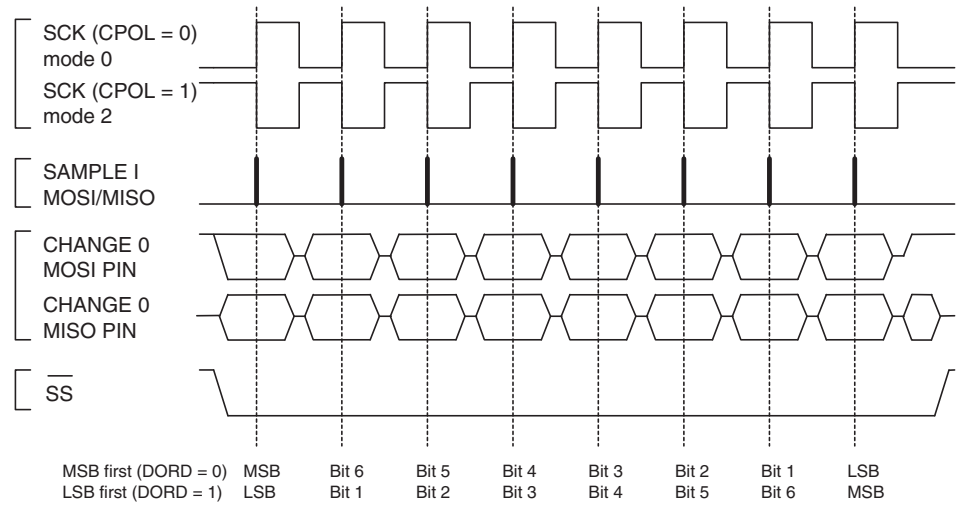 SCK (CPOL = 0)
mode 0
SCK (CPOL = 1)
mode 2
SAMPLE I
MOSI/MISO
CHANGE 0
MOSI PIN
CHANGE 0
MISO PIN
SS
MSB first (DORD = 0) MSB Bit 6 Bit 5 Bit 4 Bit 3 Bit 2 Bit 1 LSB
LSB first (DORD = 1) LSB Bit 1 Bit 2 Bit 3 Bit 4 Bit 5 Bit 6 MSB